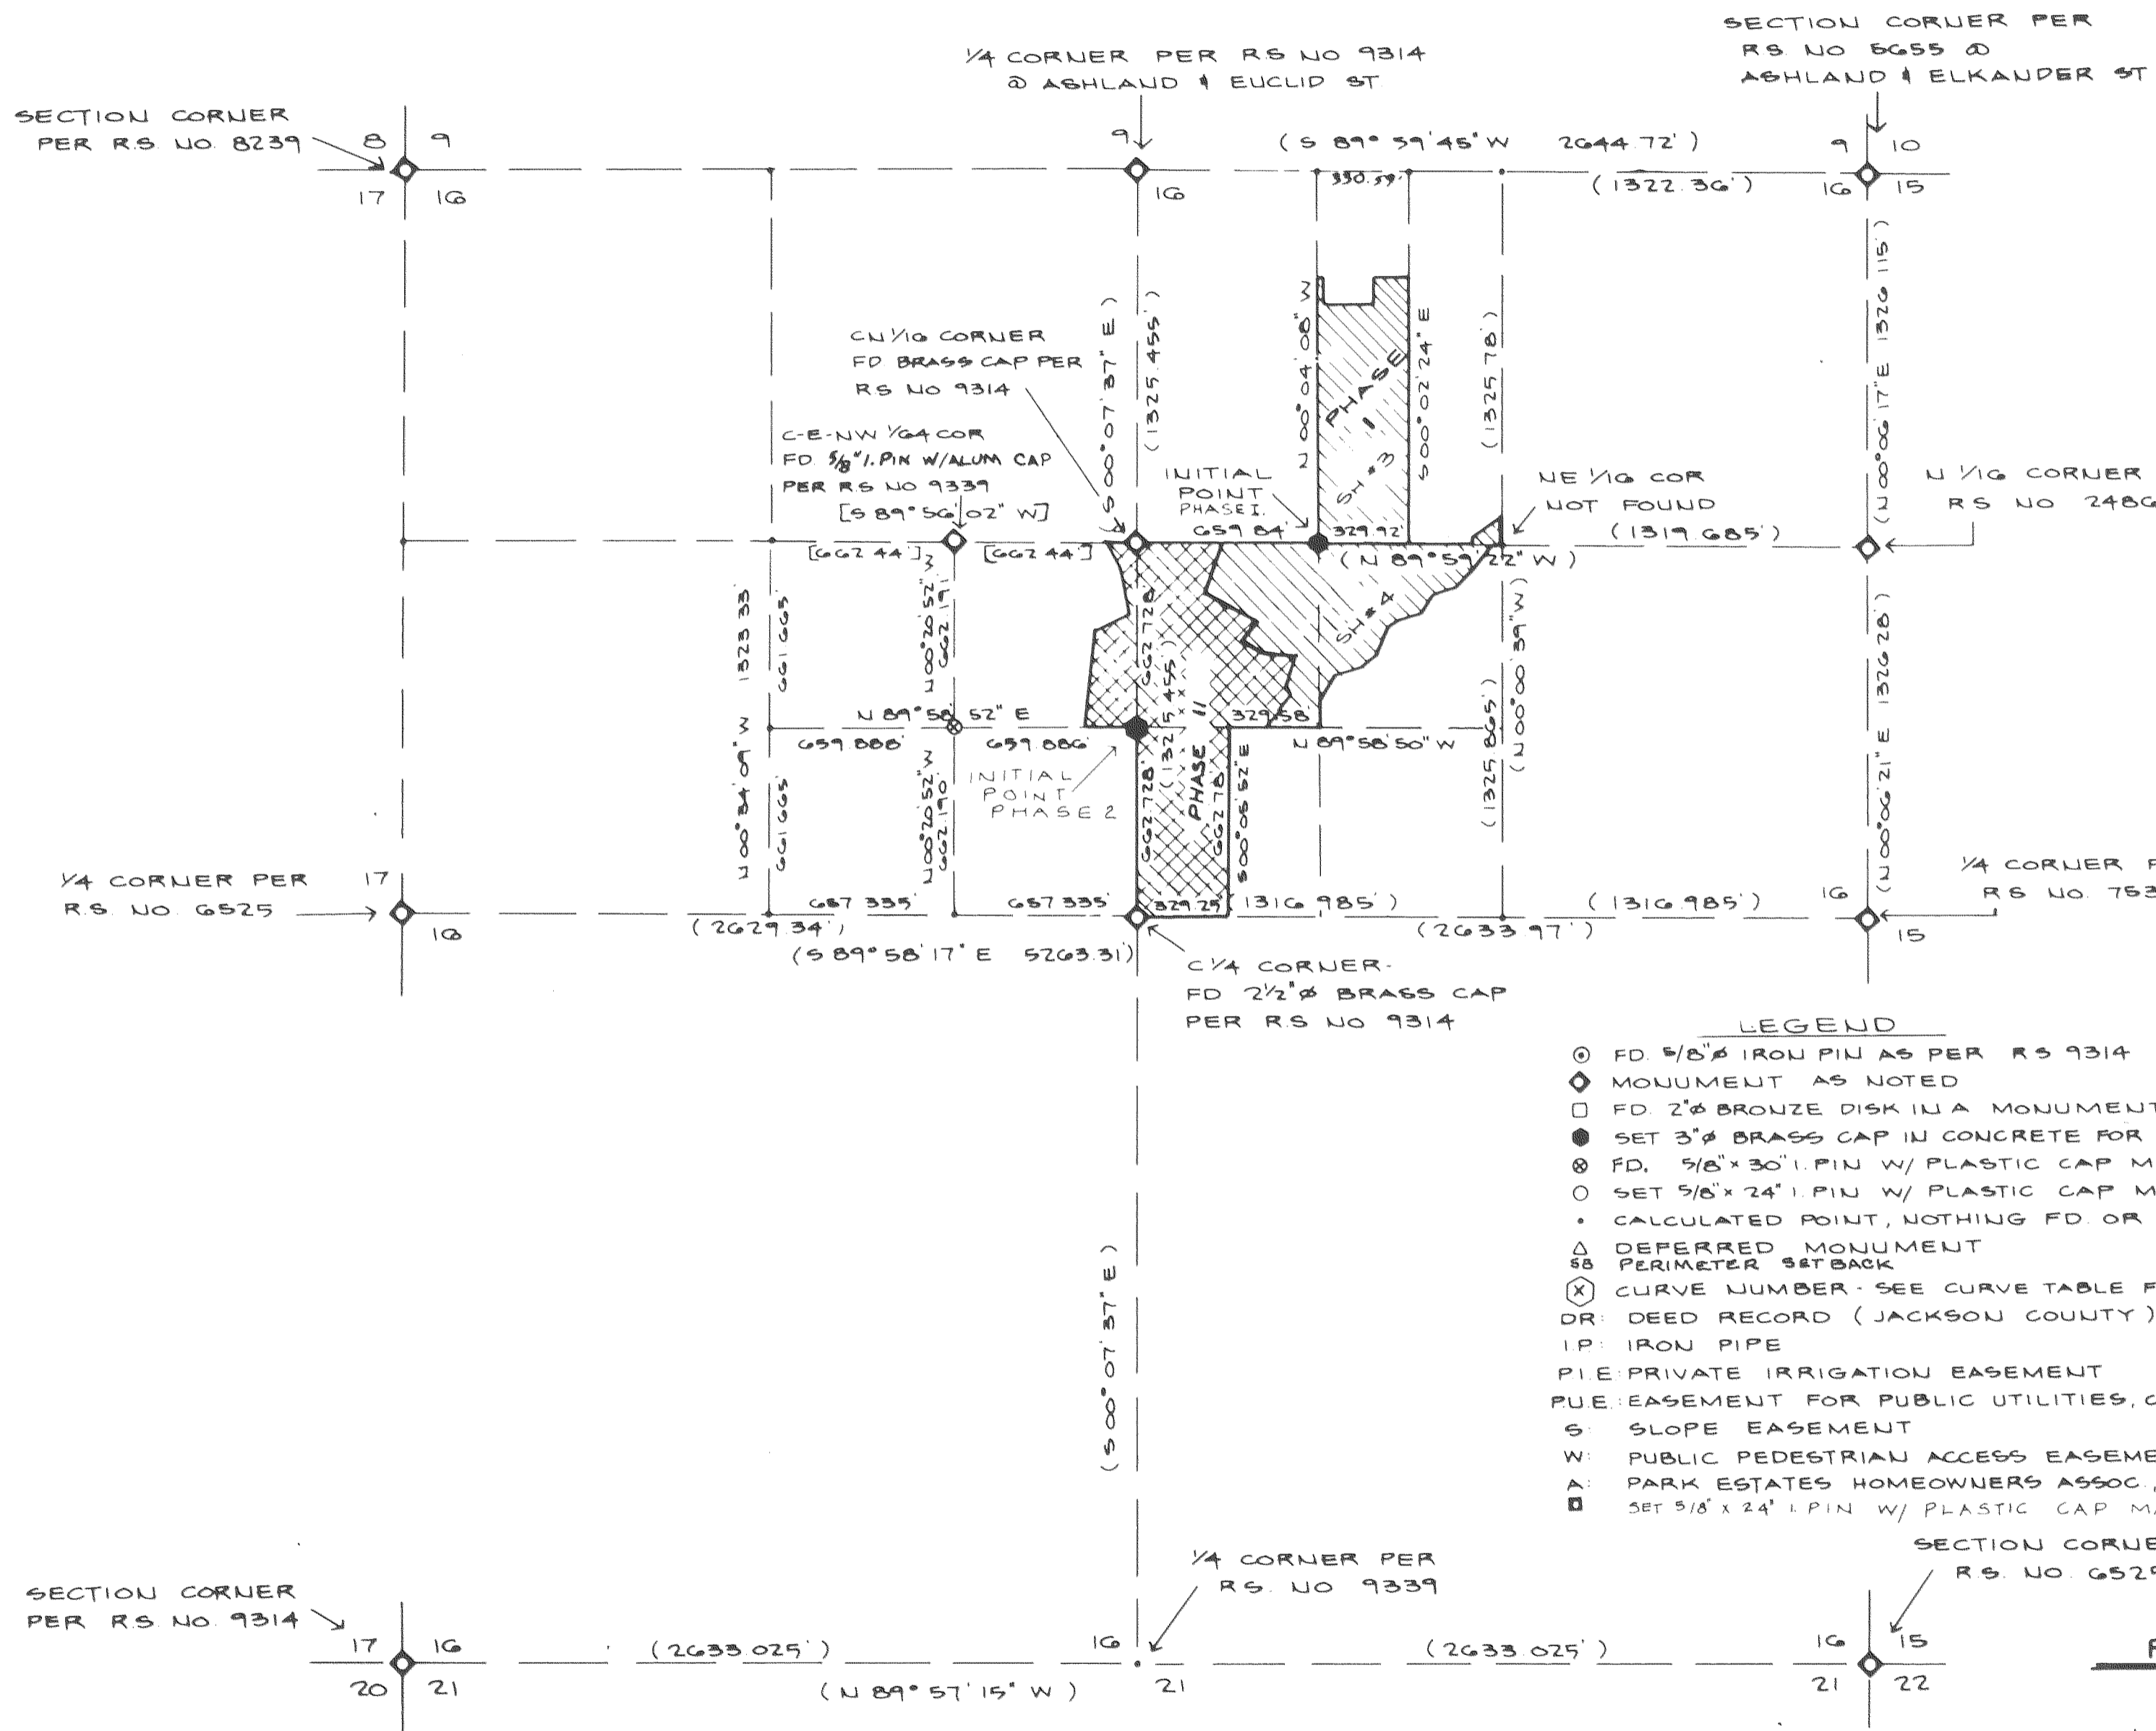 SECTION CORNER PER
RS. NO 5655 @
ASHLAND & ELKANDER ST
1/4 CORNER PER RS NO 9314
@ ASHLAND & EUCLID ST
SECTION CORNER
PER R.S. NO. 8239
8 9
17 16
9
16
(S 89° 59' 45" W 2644.72')
330.59'
(1322.36')
9 10
16 15
CN 1/16 CORNER
FD BRASS CAP PER
RS NO 9314
C-E-NW 1/64 COR
FD 5/8" I. PIN W/ALUM CAP
PER RS NO 9339
[S 89° 56' 02" W]
[662.44']
[662.44']
(S 00° 07' 37" E)
(1325.455')
N 00° 04' 08" W
PHASE
I
SH #3
S 00° 02' 24" E
(1325.78')
(N 00° 06' 17" E 1326.115')
INITIAL
POINT
PHASE I.
659.84'
329.92'
NE 1/16 COR
NOT FOUND
(1319.685')
(N 89° 59' 22" W)
N 1/16 CORNER
RS NO 2486
N 00° 34' 09" W 1323.33
661.665'
661.665'
N 00° 20' 52" W
662.191'
N 89° 58' 52" E
659.888'
659.886'
N 00° 20' 52" W
662.190'
INITIAL
POINT
PHASE 2
662.728'
(1325.455')
662.728'
PHASE II
662.78'
S 00° 05' 52" E
SH #4
329.58'
N 89° 58' 50" W
(1325.865')
(N 00° 00' 39" W)
(N 00° 06' 21" E 1326.28')
1/4 CORNER PER
R.S. NO. 6525
17
16
657.335'
657.335'
329.25'
(1316.985')
(1316.985')
(2629.34')
(2633.97')
(S 89° 58' 17" E 5263.31)
16
15
1/4 CORNER P
RS NO. 753
C 1/4 CORNER-
FD 2 1/2" Ø BRASS CAP
PER R.S NO 9314
LEGEND
FD. 5/8" Ø IRON PIN AS PER RS 9314
MONUMENT AS NOTED
FD. 2" Ø BRONZE DISK IN A MONUMENT
SET 3" Ø BRASS CAP IN CONCRETE FOR
FD. 5/8" x 30" I. PIN W/ PLASTIC CAP M
SET 5/8" x 24" I. PIN W/ PLASTIC CAP M
CALCULATED POINT, NOTHING FD. OR
DEFERRED MONUMENT
SB PERIMETER SETBACK
X CURVE NUMBER - SEE CURVE TABLE F
DR: DEED RECORD (JACKSON COUNTY)
I.P: IRON PIPE
P.I.E: PRIVATE IRRIGATION EASEMENT
P.U.E.: EASEMENT FOR PUBLIC UTILITIES, C
S: SLOPE EASEMENT
W: PUBLIC PEDESTRIAN ACCESS EASEME
A: PARK ESTATES HOMEOWNERS ASSOC.,
SET 5/8" x 24" I. PIN W/ PLASTIC CAP MA
(S 00° 07' 37" E)
SECTION CORNER
PER R.S. NO. 9314
17 16
20 21
(2633.025')
(N 89° 57' 15" W)
1/4 CORNER PER
RS. NO 9339
16
21
(2633.025')
SECTION CORNE
R.S. NO. 6525
16 15
21 22